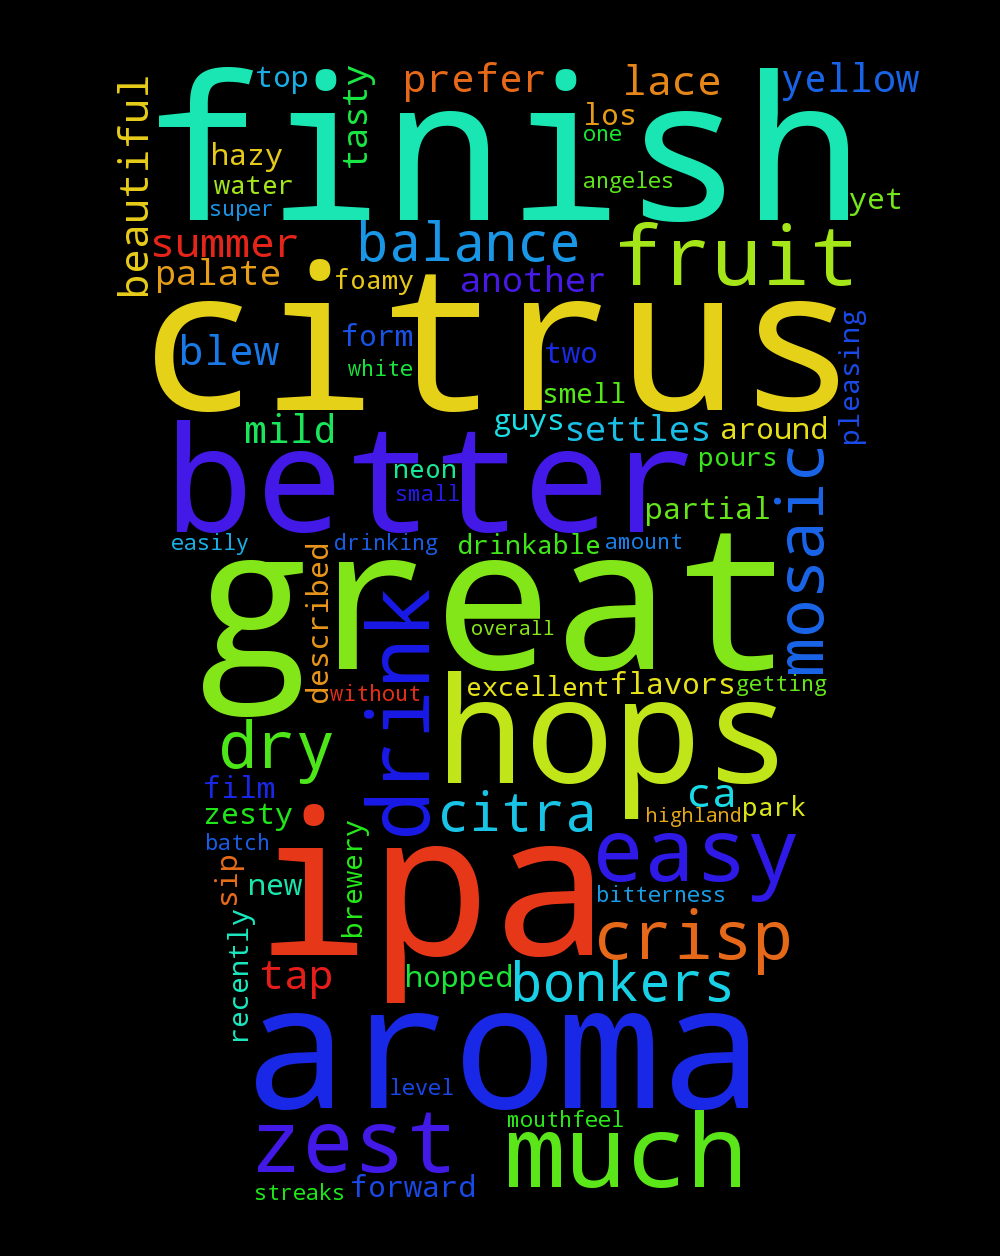 finish
top
tasty
prefer
lace
yellow
beautiful
los
one
hazy
water
super
angeles
yet
summer
balance
fruit
palate
foamy
another
citrus
blew
form
white
two
smell
pleasing
mild
guys
settles
around
better
neon
small
pours
mosaic
partial
easily
drinking
drinkable
amount
great
described
drink
overall
without
excellent
flavors
getting
hops
dry
film
zesty
citra
ca
park
highland
batch
ipa
easy
sip
new
brewery
bitterness
recently
crisp
tap
hopped
bonkers
aroma
level
zest
mouthfeel
much
streaks
forward